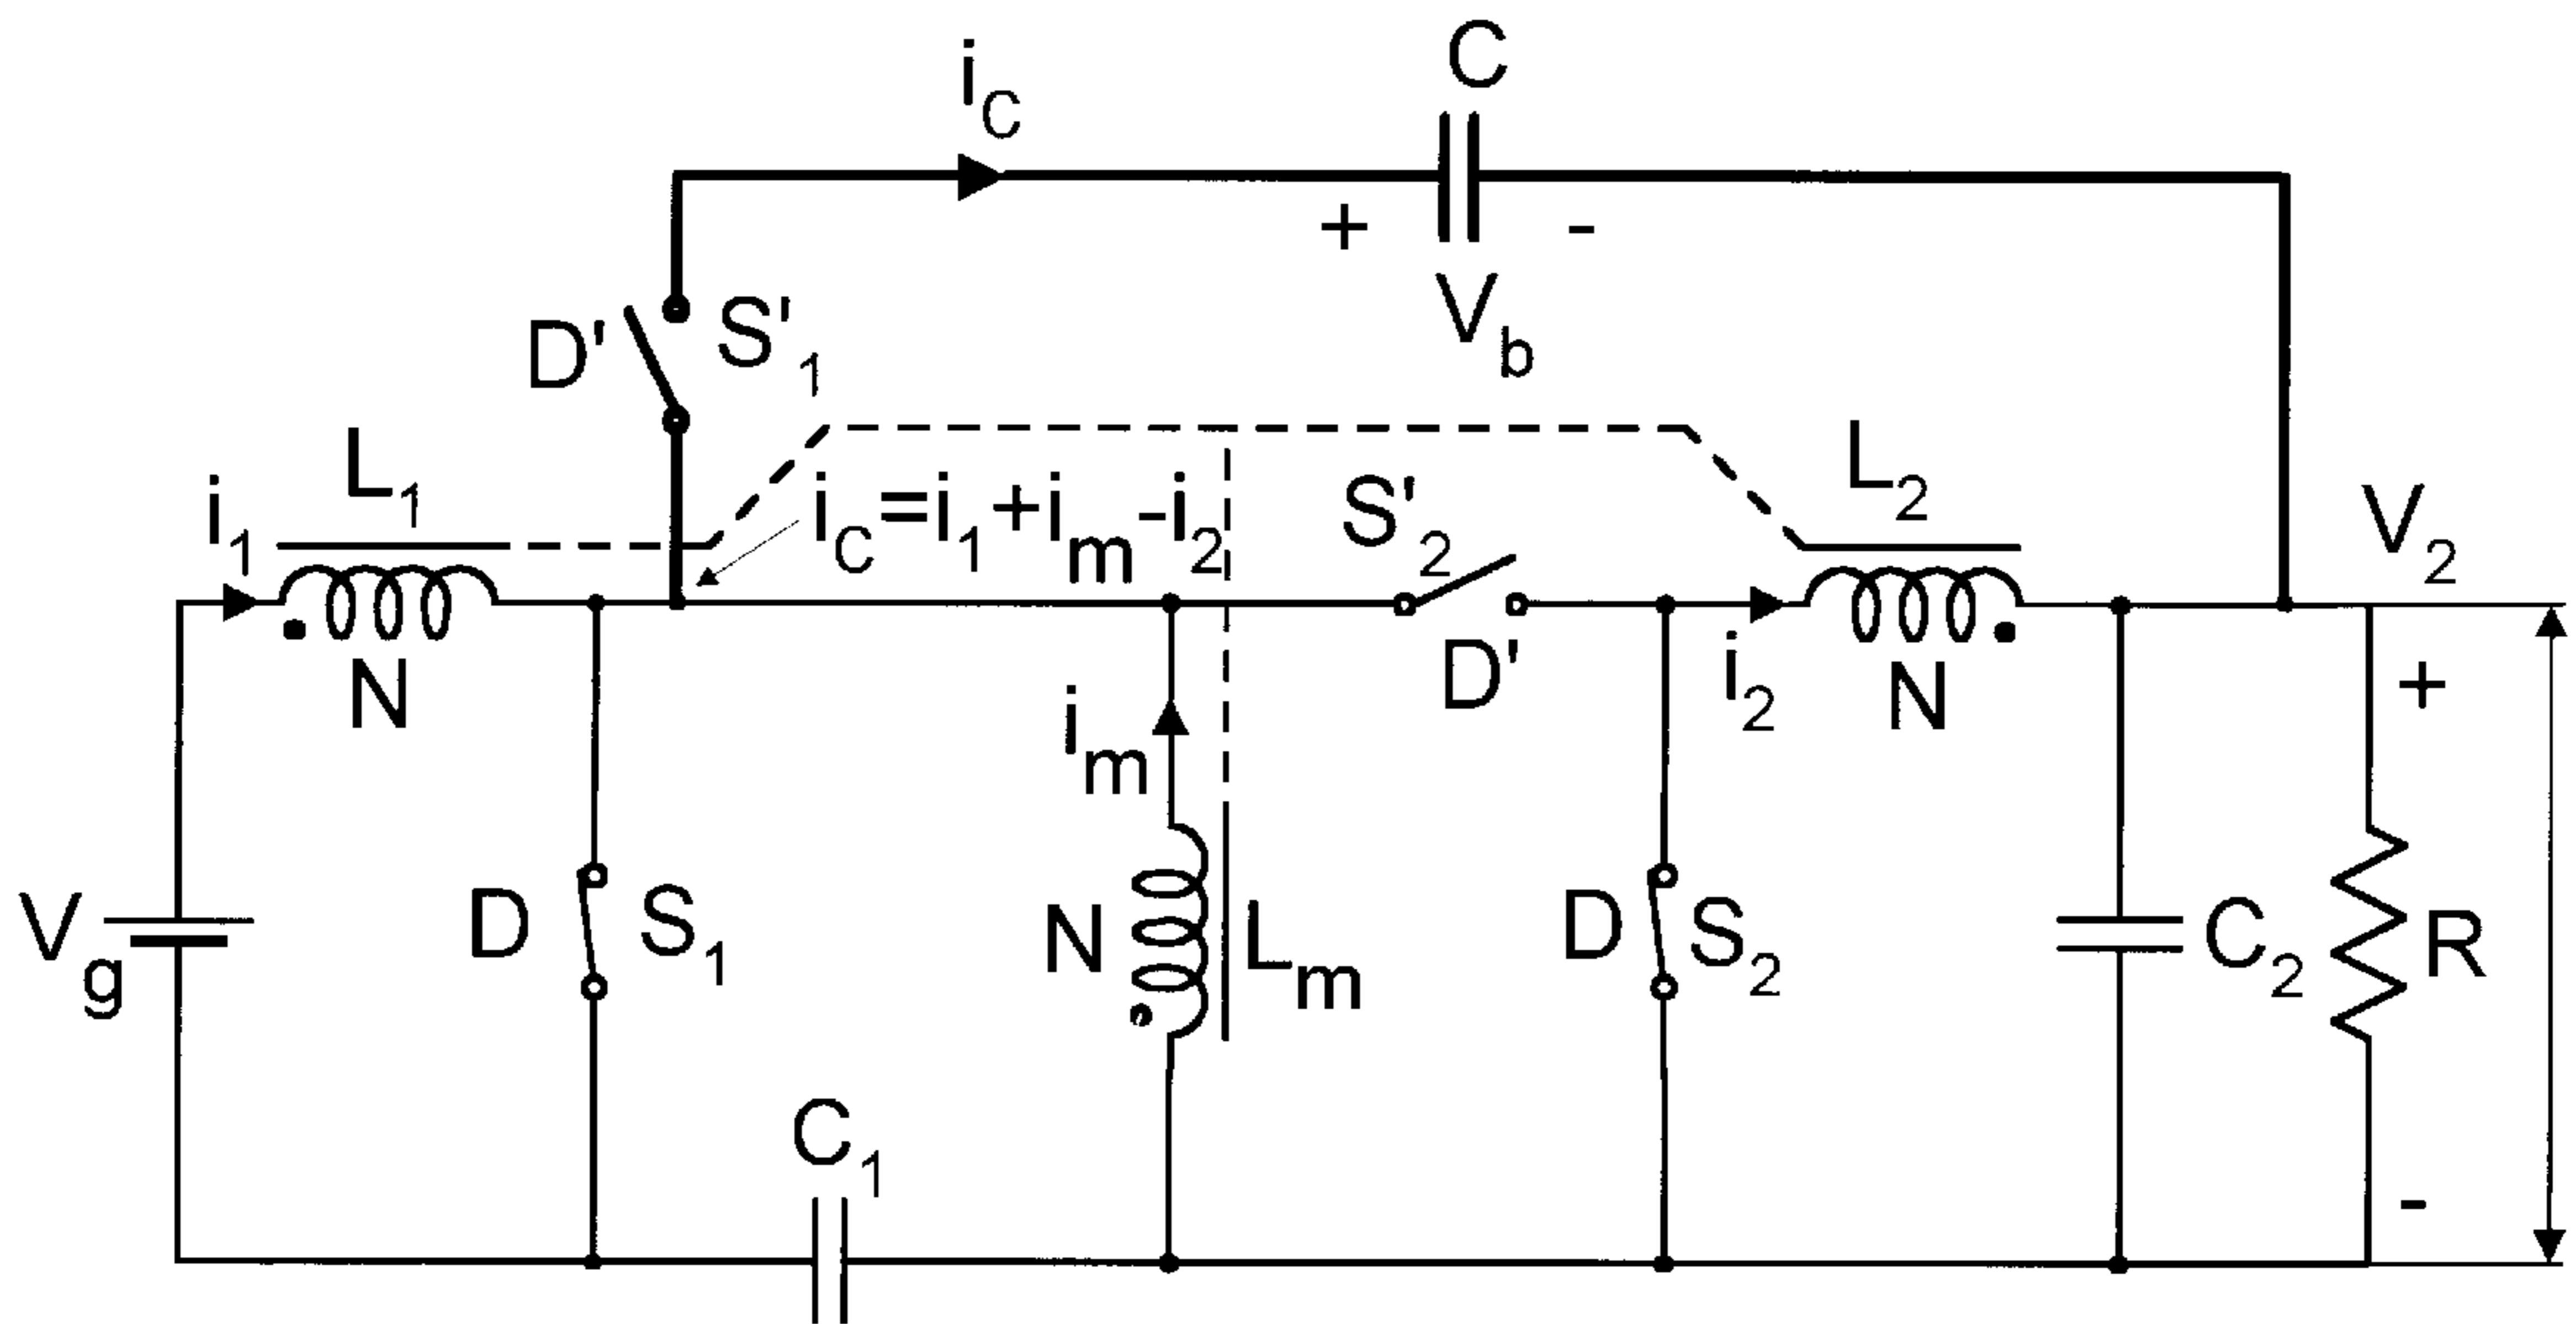 C
i_C
+ -
V_b
D' S'_1
L_1
i_1
i_C=i_1+i_m-i_2
S'_2
L_2
V_2
N
D'
i_2
N
+
i_m
V_g
D S_1
N L_m
D S_2
C_2
R
C_1
-